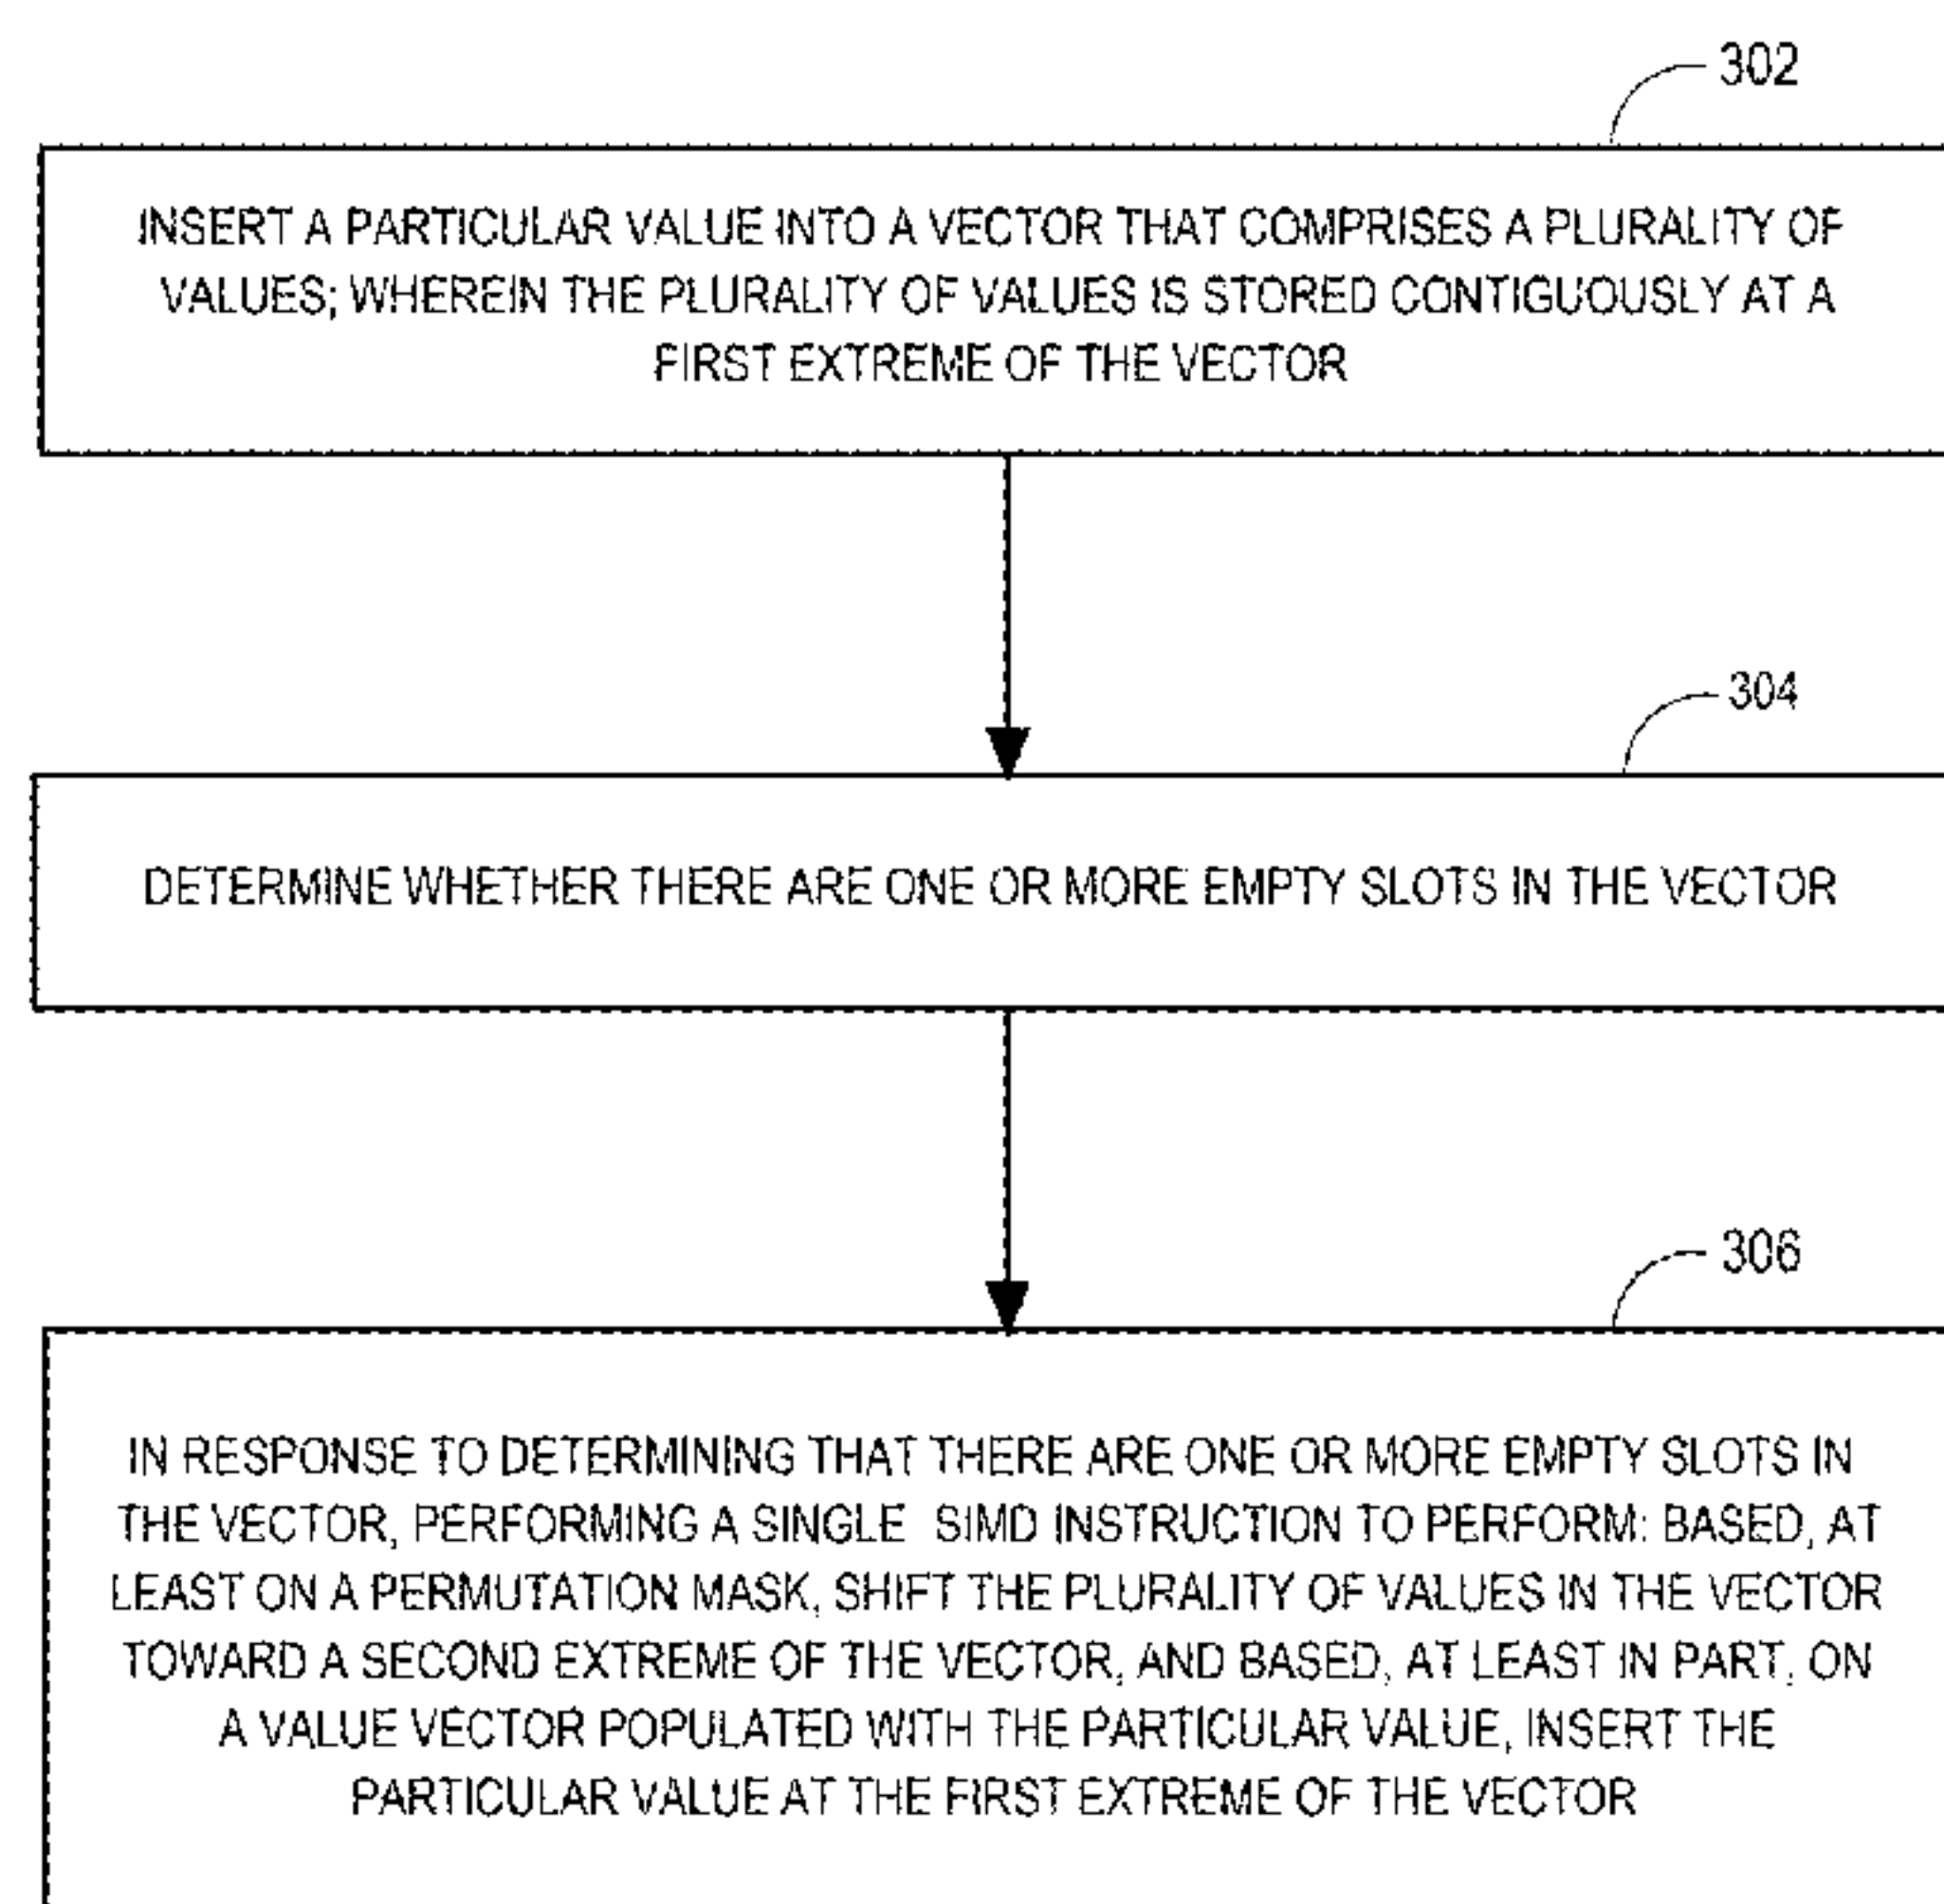 302
INSERT A PARTICULAR VALUE INTO A VECTOR THAT COMPRISES A PLURALITY OF
VALUES; WHEREIN THE PLURALITY OF VALUES IS STORED CONTIGUOUSLY AT A
FIRST EXTREME OF THE VECTOR
304
DETERMINE WHETHER THERE ARE ONE OR MORE EMPTY SLOTS IN THE VECTOR
306
IN RESPONSE TO DETERMINING THAT THERE ARE ONE OR MORE EMPTY SLOTS IN
THE VECTOR, PERFORMING A SINGLE SIMD INSTRUCTION TO PERFORM: BASED, AT
LEAST ON A PERMUTATION MASK, SHIFT THE PLURALITY OF VALUES IN THE VECTOR
TOWARD A SECOND EXTREME OF THE VECTOR, AND BASED, AT LEAST IN PART, ON
A VALUE VECTOR POPULATED WITH THE PARTICULAR VALUE, INSERT THE
PARTICULAR VALUE AT THE FIRST EXTREME OF THE VECTOR